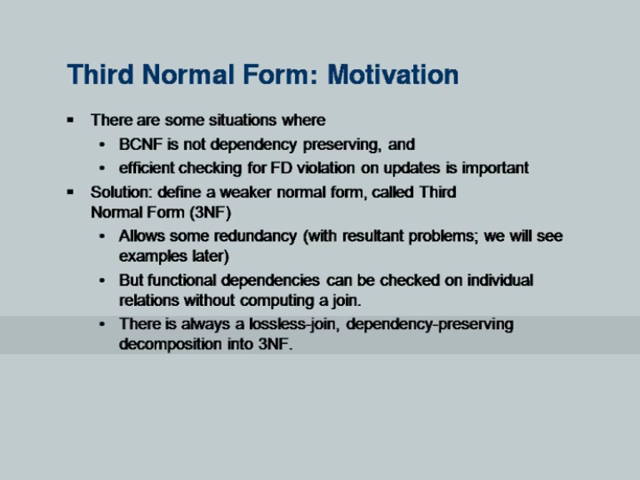 Third Normal Form: Motivation
▪ There are some situations where
• BCNF is not dependency preserving, and
• efficient checking for FD violation on updates is important
▪ Solution: define a weaker normal form, called Third
Normal Form (3NF)
• Allows some redundancy (with resultant problems; we will see
examples later)
• But functional dependencies can be checked on individual
relations without computing a join.
• There is always a lossless-join, dependency-preserving
decomposition into 3NF.